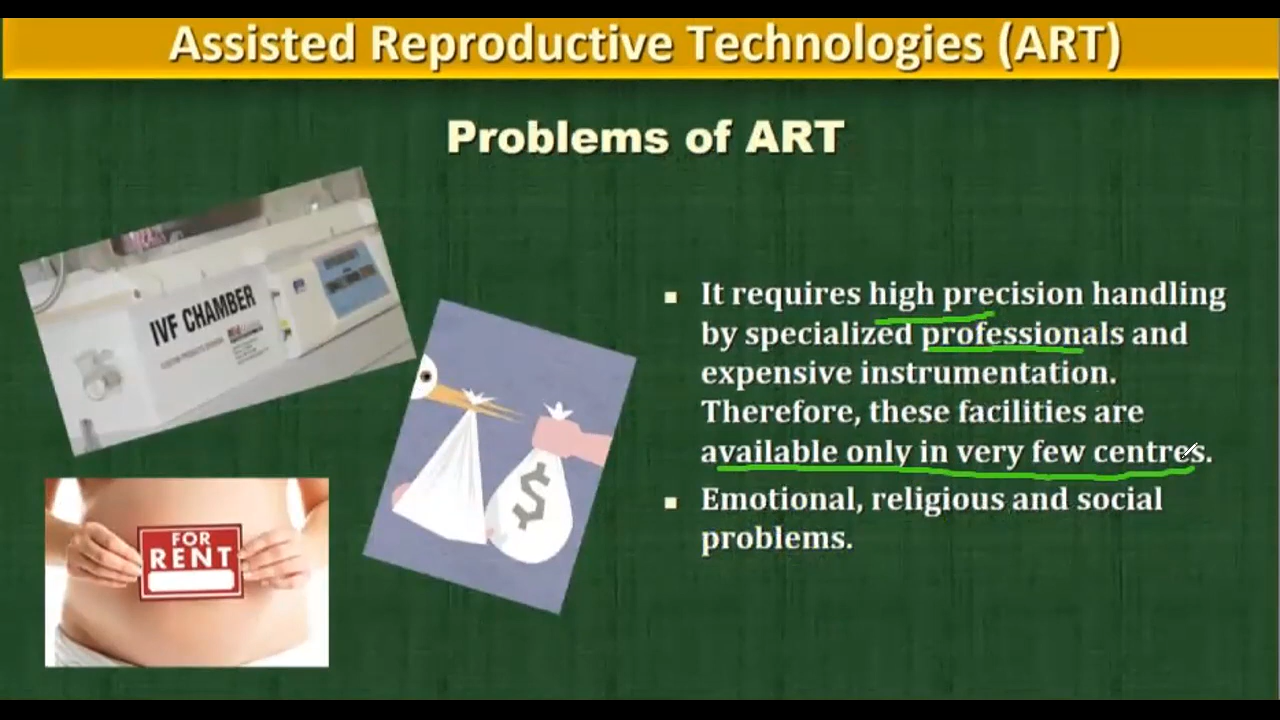 Assisted Reproductive Technologies (ART)
Problems of ART
IVF CHAMBER
It requires high precision handling
by specialized professionals and
expensive instrumentation.
Therefore, these facilities are
available only in very few centres.
Emotional, religious and social
problems.
$
FOR
RENT